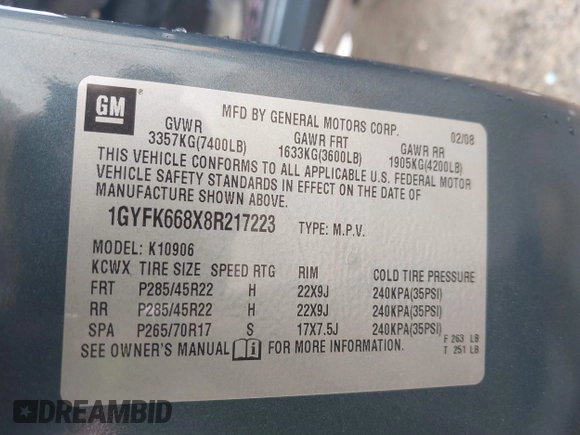 GM
MFD BY GENERAL MOTORS CORP. 02/08
GVWR GAWR FRT GAWR RR
3357KG(7400LB) 1633KG(3600LB) 1905KG(4200LB)
THIS VEHICLE CONFORMS TO ALL APPLICABLE U.S. FEDERAL MOTOR
VEHICLE SAFETY STANDARDS IN EFFECT ON THE DATE OF
MANUFACTURE SHOWN ABOVE.
1GYFK668X8R217223 TYPE: M.P.V.
MODEL: K10906
KCWX TIRE SIZE SPEED RTG RIM COLD TIRE PRESSURE
FRT P285/45R22 H 22X9J 240KPA(35PSI)
RR P285/45R22 H 22X9J 240KPA(35PSI)
SPA P265/70R17 S 17X7.5J 240KPA(35PSI)
SEE OWNER'S MANUAL FOR MORE INFORMATION.
F 263 LB
T 251 LB
DREAMBID